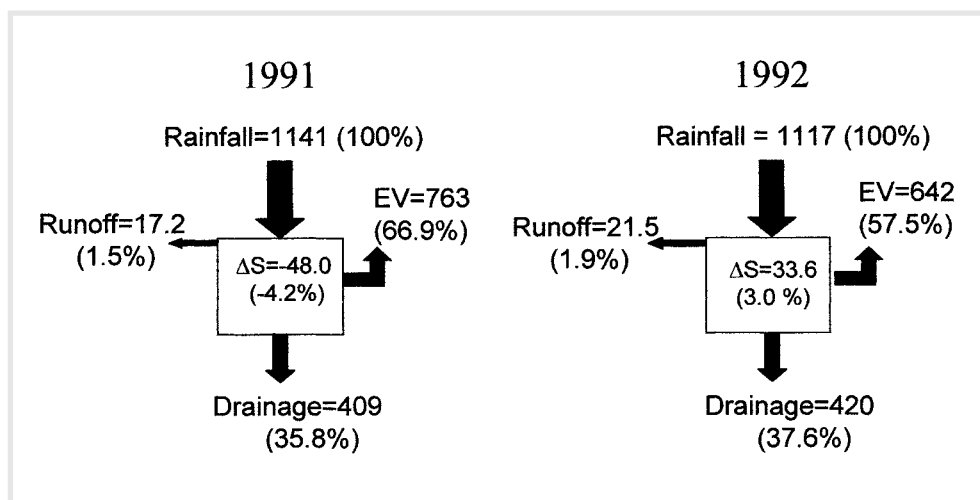 1991
Rainfall=1141 (100%)
EV=763
(66.9%)
Runoff=17.2
(1.5%)
ΔS=-48.0
(-4.2%)
Drainage=409
(35.8%)
1992
Rainfall = 1117 (100%)
EV=642
(57.5%)
Runoff=21.5
(1.9%)
ΔS=33.6
(3.0 %)
Drainage=420
(37.6%)